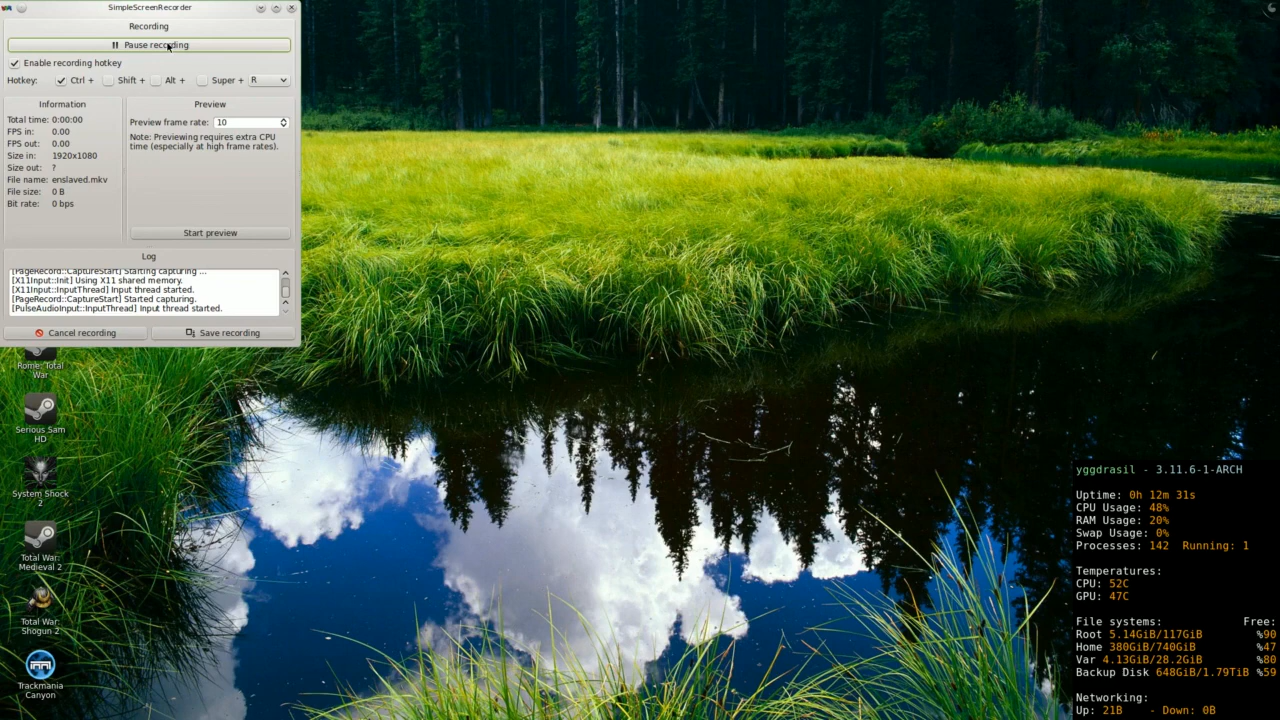 SimpleScreenRecorder
Recording
Pause recording
Enable recording hotkey
Hotkey: Ctrl + Shift + Alt + Super + R
Information
Total time: 0:00:00
FPS in: 0.00
FPS out: 0.00
Size in: 1920x1080
Size out: ?
File name: enslaved.mkv
File size: 0 B
Bit rate: 0 bps
Preview
Preview frame rate: 10
Note: Previewing requires extra CPU
time (especially at high frame rates).
Start preview
Log
[PageRecord::CaptureStart] Starting capturing ...
[X11Input::Init] Using X11 shared memory.
[X11Input::InputThread] Input thread started.
[PageRecord::CaptureStart] Started capturing.
[PulseAudioInput::InputThread] Input thread started.
Cancel recording
Save recording
Rome: Total
War
Serious Sam
HD
System Shock
2
Total War:
Medieval 2
Total War:
Shogun 2
Trackmania
Canyon
yggdrasil - 3.11.6-1-ARCH
Uptime: 0h 12m 31s
CPU Usage: 48%
RAM Usage: 20%
Swap Usage: 0%
Processes: 142 Running: 1
Temperatures:
CPU: 52C
GPU: 47C
File systems: Free:
Root 5.14GiB/117GiB %90
Home 380GiB/740GiB %47
Var 4.13GiB/28.2GiB %80
Backup Disk 648GiB/1.79TiB %59
Networking:
Up: 21B - Down: 0B